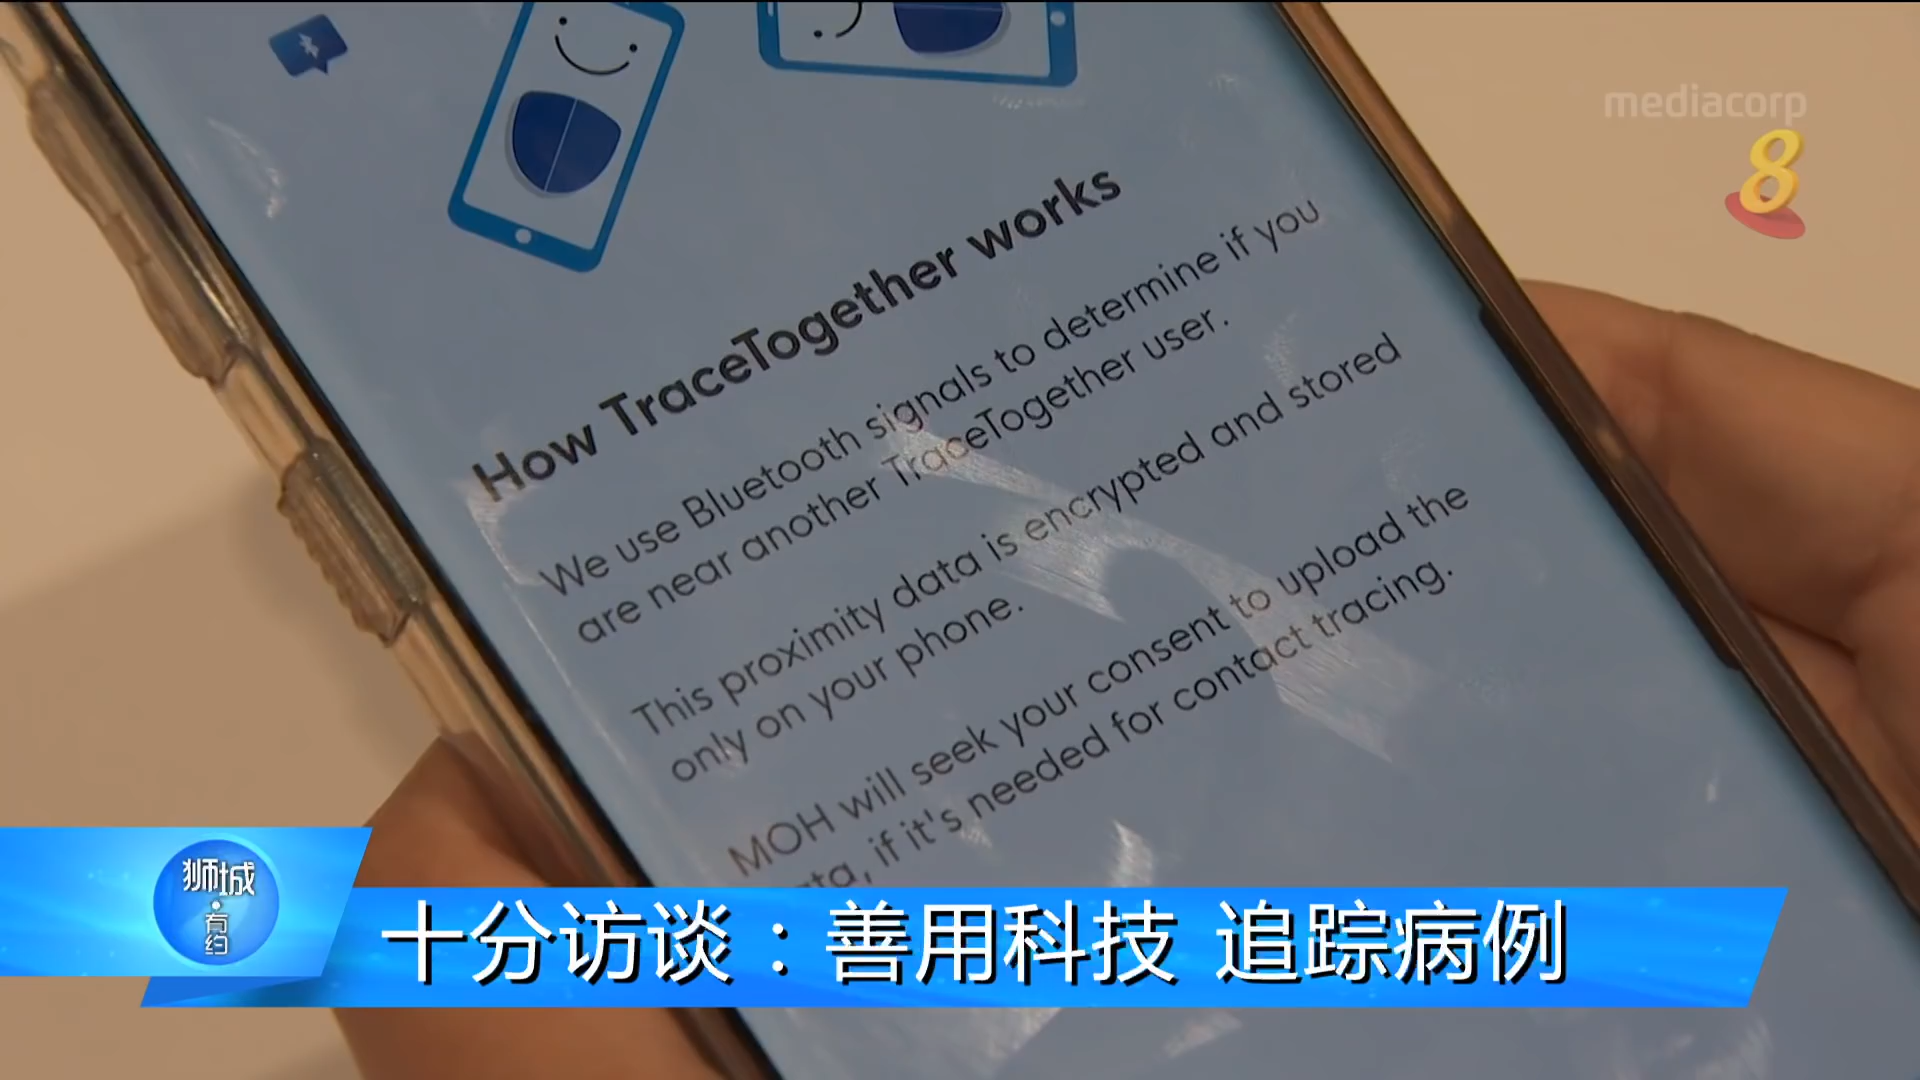 mediacorp
8
How TraceTogether works
We use Bluetooth signals to determine if you
are near another TraceTogether user.
This proximity data is encrypted and stored
only on your phone.
MOH will seek your consent to upload the
if it's needed for contact tracing.
狮城
·有约
十分访谈：善用科技 追踪病例